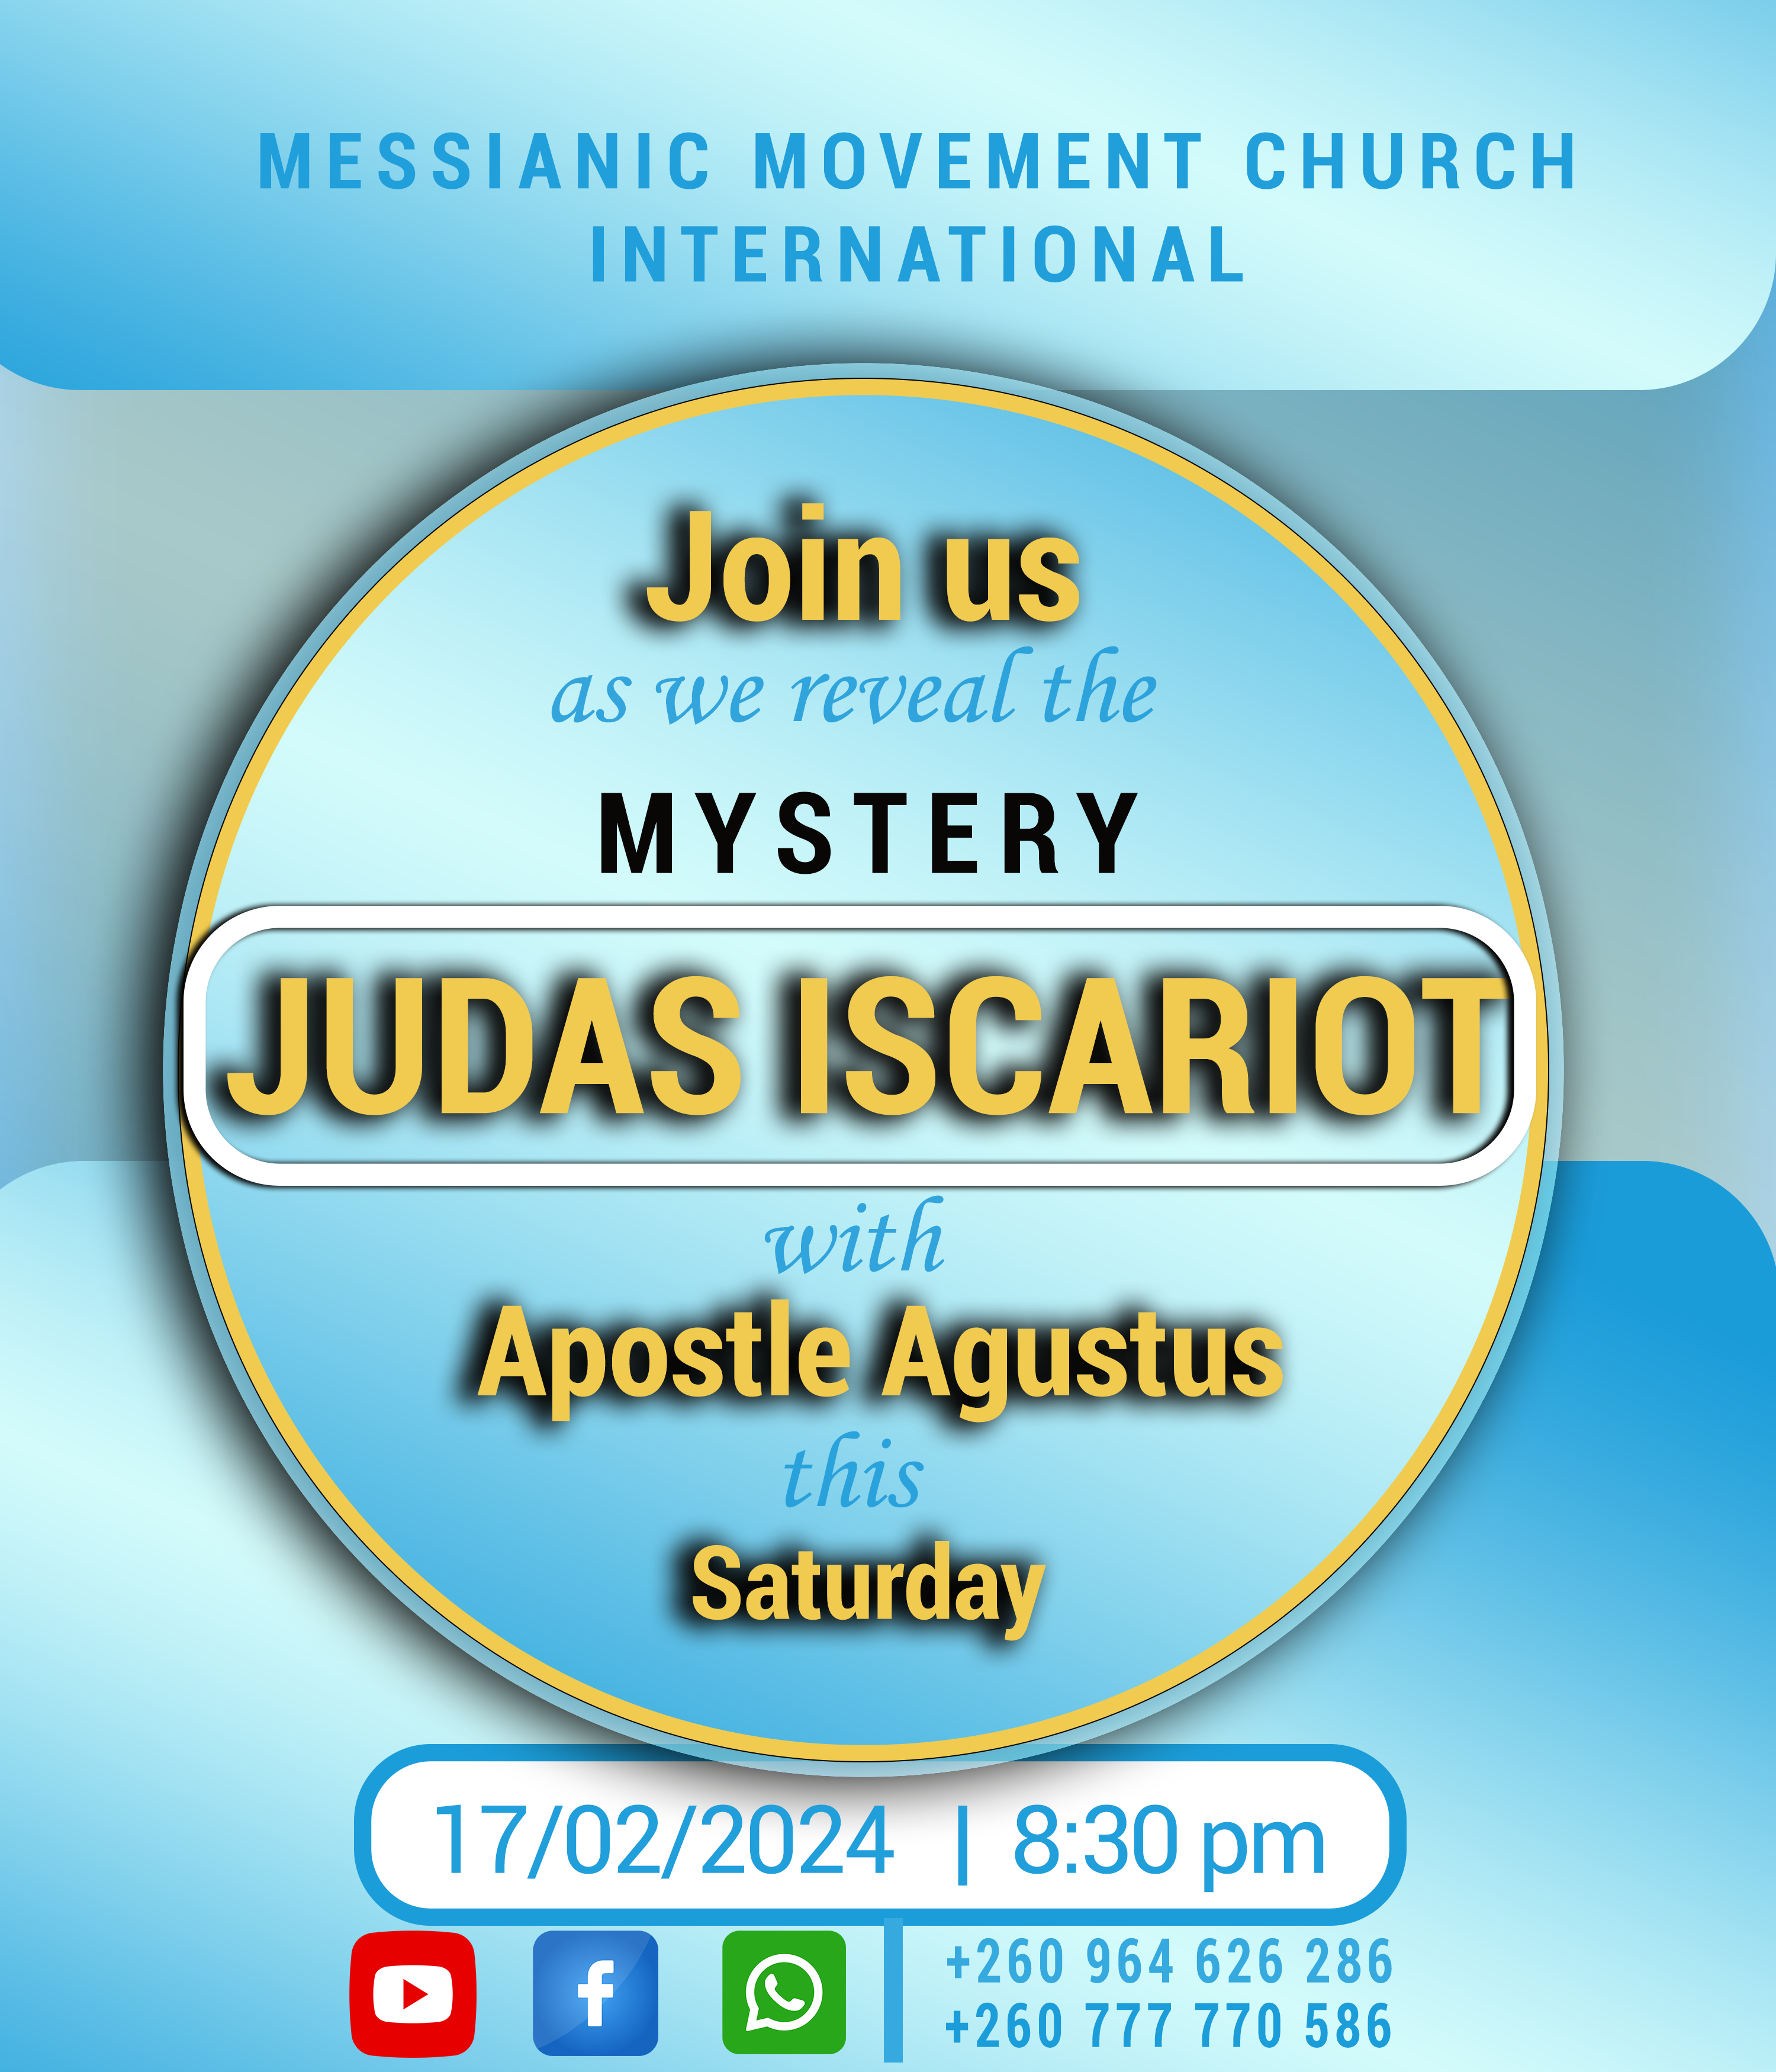 MESSIANIC MOVEMENT CHURCH
INTERNATIONAL
Join us
as we reveal the
MYSTERY
JUDAS ISCARIOT
with
Apostle Agustus
this
Saturday
17/02/2024 | 8:30 pm
+260 964 626 286
+260 777 770 586